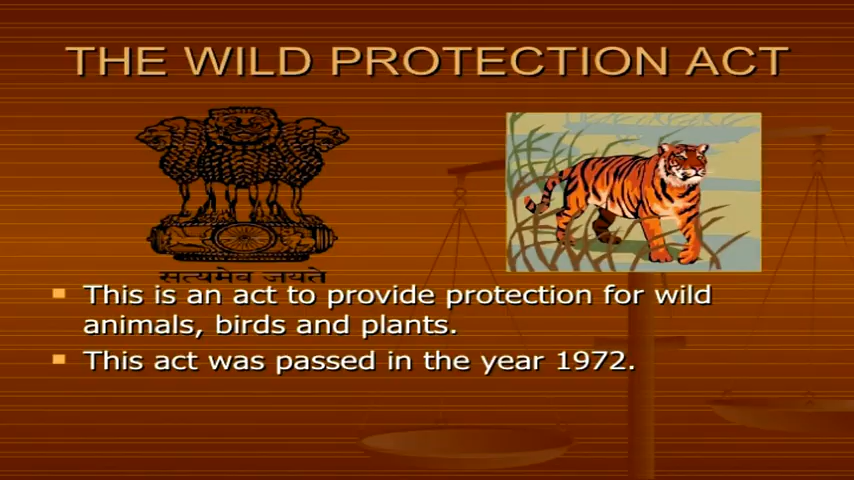 THE WILD PROTECTION ACT
सत्यमेव जयते
This is an act to provide protection for wild
animals, birds and plants.
This act was passed in the year 1972.